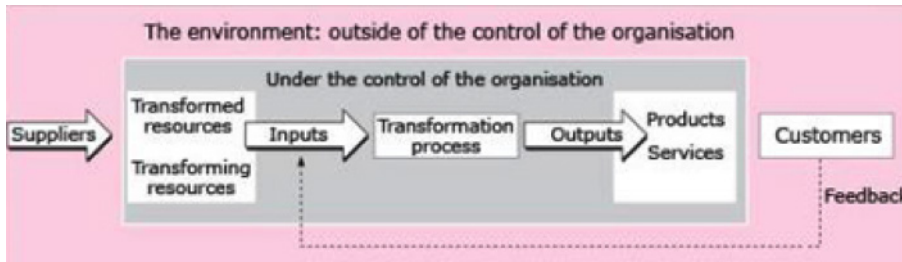 The environment: outside of the control of the organisation
Under the control of the organisation
Suppliers
Transformed
resources
Transforming
resources
Inputs
Transformation
process
Outputs
Products
Services
Customers
Feedback